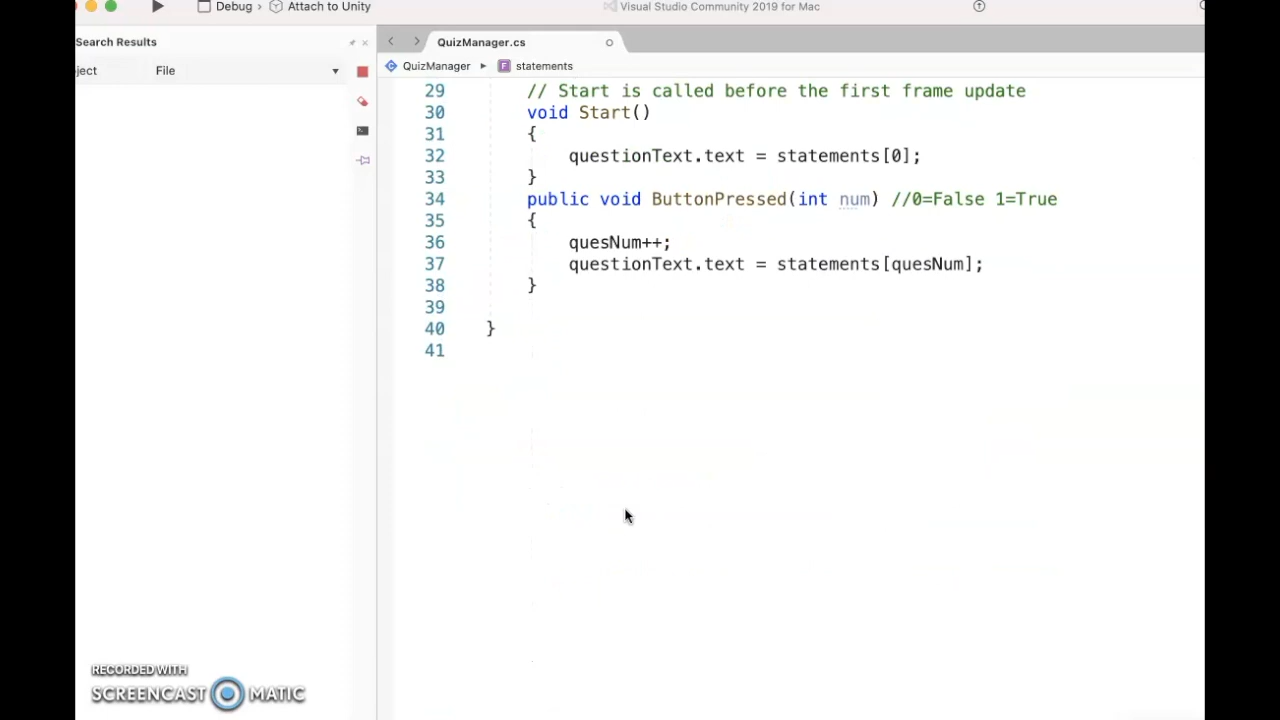 Debug › Attach to Unity
Visual Studio Community 2019 for Mac
Search Results
QuizManager.cs
ject File
QuizManager ▸ statements
29 // Start is called before the first frame update
30 void Start()
31 {
32 questionText.text = statements[0];
33 }
34 public void ButtonPressed(int num) //0=False 1=True
35 {
36 quesNum++;
37 questionText.text = statements[quesNum];
38 }
39
40 }
41
RECORDED WITH
SCREENCAST MATIC